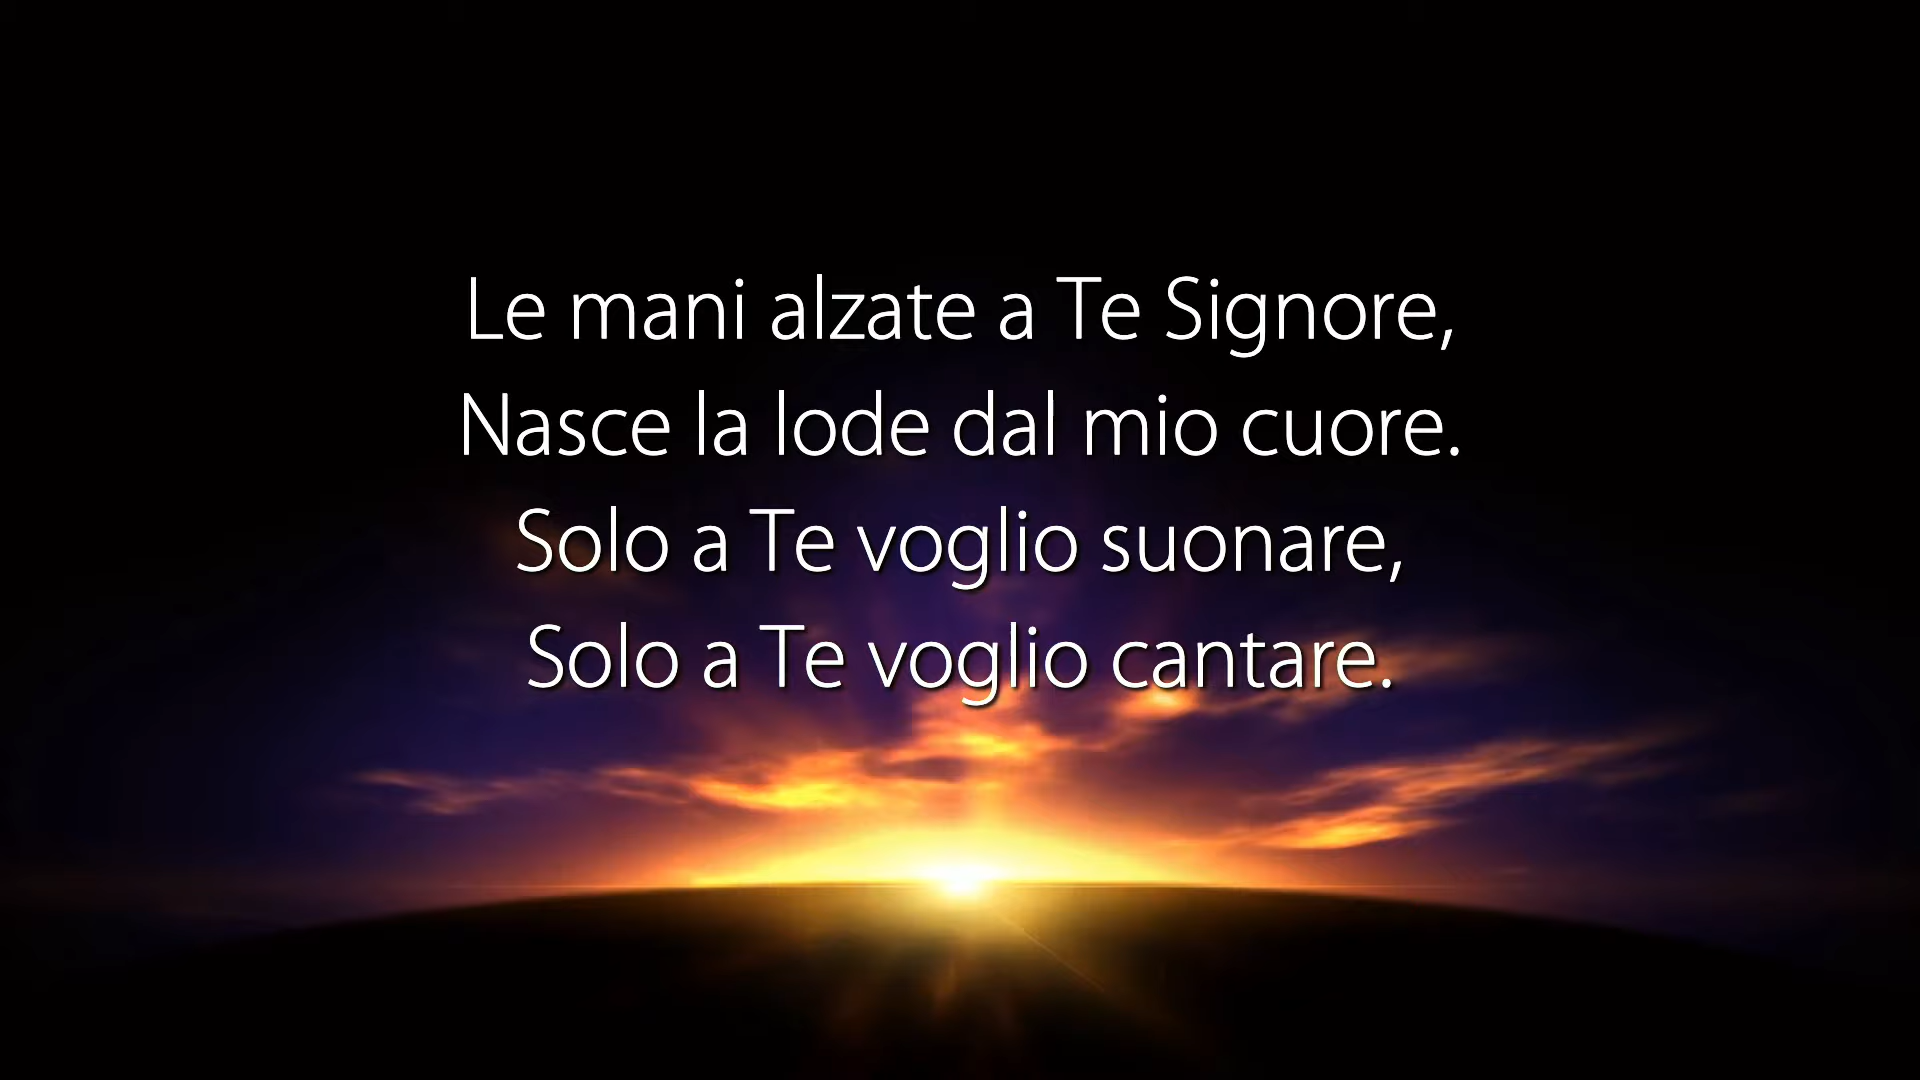 Le mani alzate a Te Signore,
Nasce la lode dal mio cuore.
Solo a Te voglio suonare,
Solo a Te voglio cantare.